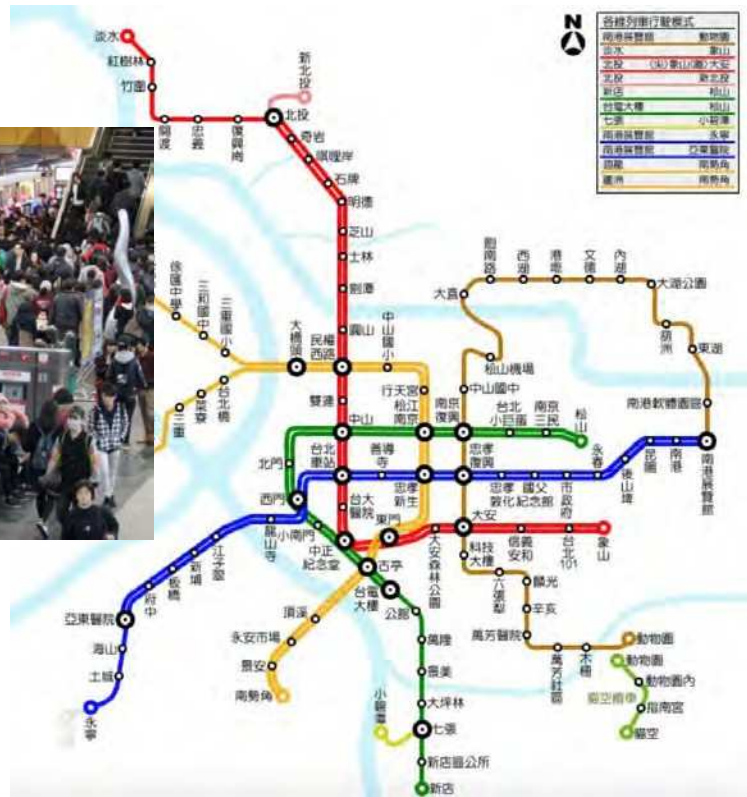 N
各線列車行駛模式
南港展覽館 動物園
淡水 象山
北投 (尖)象山(離)大安
北投 新北投
新店 松山
台電大樓 松山
七張 小碧潭
南港展覽館 永寧
南港展覽館 亞東醫院
迴龍 南勢角
蘆洲 南勢角
淡水
紅樹林
竹圍
關渡
忠義
復興崗
新北投
北投
奇岩
唭哩岸
石牌
明德
芝山
士林
劍潭
圓山
徐匯中學
三和國中
三重國小
大橋頭
民權西路
中山國小
台北橋
菜寮
三重
雙連
行天宮
中山
松江南京
南京復興
台北小巨蛋
南京三民
松山
劍南路
西湖
港墘
文德
內湖
大湖公園
葫洲
東湖
南港軟體園區
南港展覽館
大直
松山機場
中山國中
北門
台北車站
善導寺
忠孝新生
忠孝復興
忠孝敦化
國父紀念館
市政府
永春
後山埤
昆陽
南港
西門
台大醫院
小南門
中正紀念堂
東門
大安森林公園
大安
信義安和
台北101
象山
龍山寺
江子翠
新埔
板橋
府中
亞東醫院
海山
土城
永寧
古亭
台電大樓
公館
萬隆
景美
大坪林
七張
新店區公所
新店
小碧潭
頂溪
永安市場
景安
南勢角
科技大樓
六張犁
麟光
辛亥
萬芳醫院
萬芳社區
木柵
動物園
動物園
動物園內
指南宮
貓空
貓空纜車